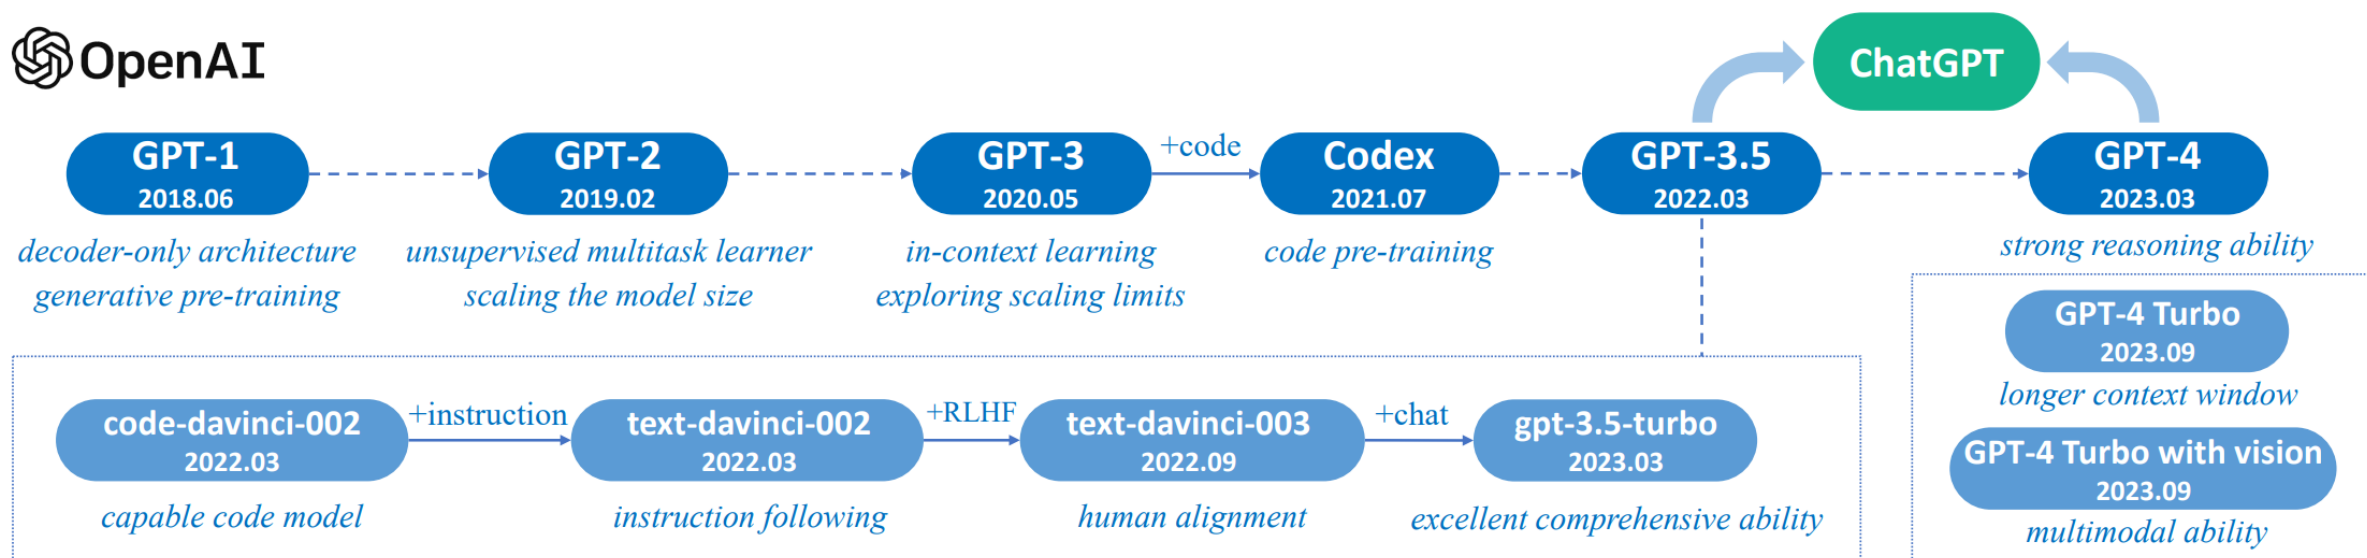 OpenAI
ChatGPT
GPT-1
2018.06
GPT-2
2019.02
GPT-3
2020.05
+code
Codex
2021.07
GPT-3.5
2022.03
GPT-4
2023.03
decoder-only architecture
generative pre-training
unsupervised multitask learner
scaling the model size
in-context learning
exploring scaling limits
code pre-training
strong reasoning ability
GPT-4 Turbo
2023.09
longer context window
GPT-4 Turbo with vision
2023.09
multimodal ability
code-davinci-002
2022.03
+instruction
text-davinci-002
2022.03
+RLHF
text-davinci-003
2022.09
+chat
gpt-3.5-turbo
2023.03
capable code model
instruction following
human alignment
excellent comprehensive ability